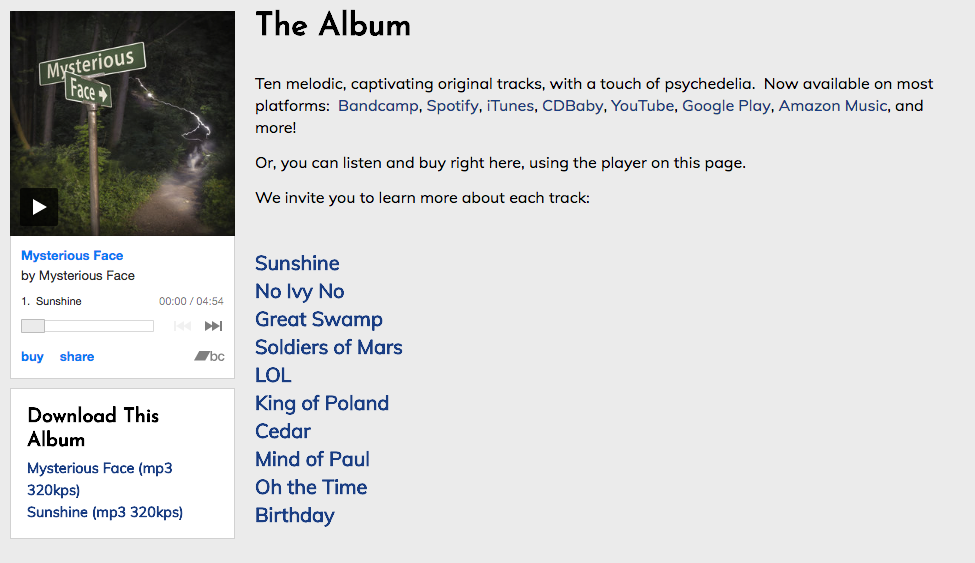 Mysterious
Face
Mysterious Face
by Mysterious Face
1. Sunshine 00:00 / 04:54
buy share bc
Download This
Album
Mysterious Face (mp3
320kps)
Sunshine (mp3 320kps)
The Album
Ten melodic, captivating original tracks, with a touch of psychedelia. Now available on most
platforms: Bandcamp, Spotify, iTunes, CDBaby, YouTube, Google Play, Amazon Music, and
more!
Or, you can listen and buy right here, using the player on this page.
We invite you to learn more about each track:
Sunshine
No Ivy No
Great Swamp
Soldiers of Mars
LOL
King of Poland
Cedar
Mind of Paul
Oh the Time
Birthday